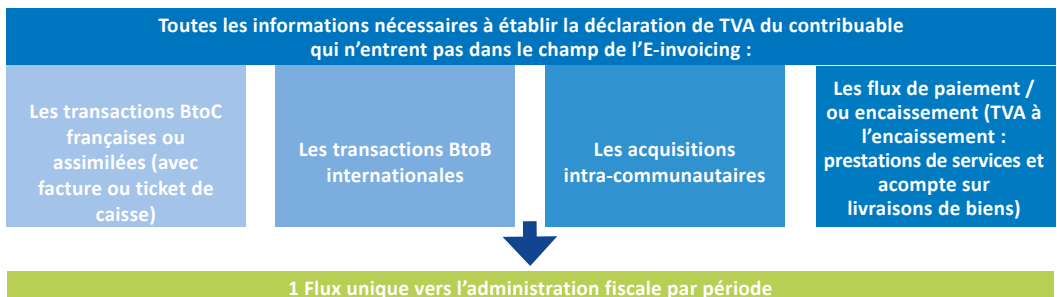 Toutes les informations nécessaires à établir la déclaration de TVA du contribuable
qui n'entrent pas dans le champ de l'E-invoicing :
Les transactions BtoC
françaises ou
assimilées (avec
facture ou ticket de
caisse)
Les transactions BtoB
internationales
Les acquisitions
intra-communautaires
Les flux de paiement /
ou encaissement (TVA à
l'encaissement :
prestations de services et
acompte sur
livraisons de biens)
1 Flux unique vers l'administration fiscale par période